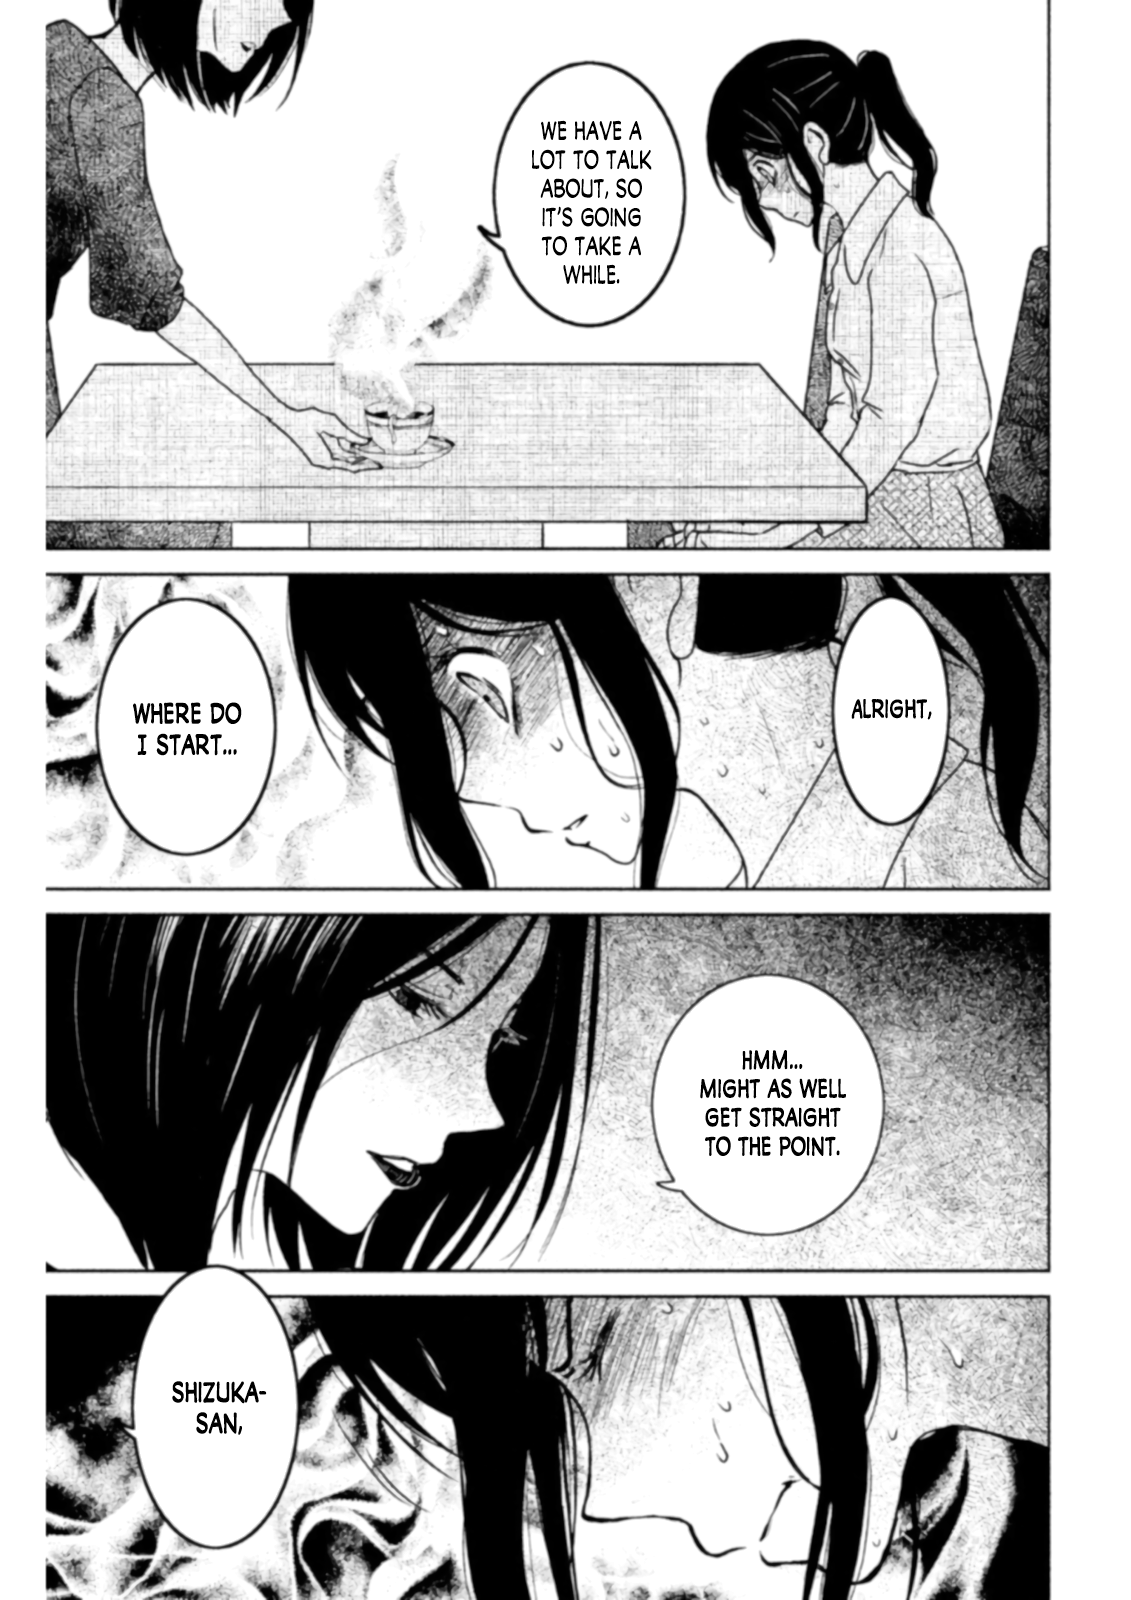 WE HAVE A
LOT TO TALK
ABOUT, SO
IT'S GOING
TO TAKE A
WHILE.
ALRIGHT,
WHERE DO
I START...
HMM...
MIGHT AS WELL
GET STRAIGHT
TO THE POINT.
SHIZUKA-
SAN,